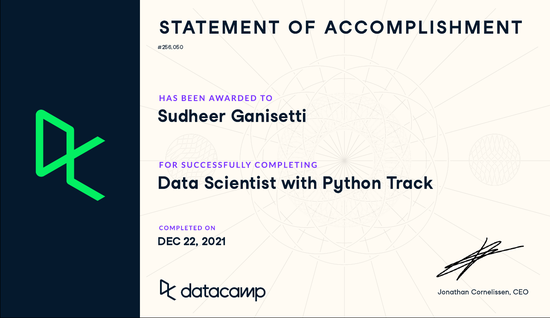 STATEMENT OF ACCOMPLISHMENT
#256,050
HAS BEEN AWARDED TO
Sudheer Ganisetti
FOR SUCCESSFULLY COMPLETING
Data Scientist with Python Track
COMPLETED ON
DEC 22, 2021
datacamp
Jonathan Cornelissen, CEO